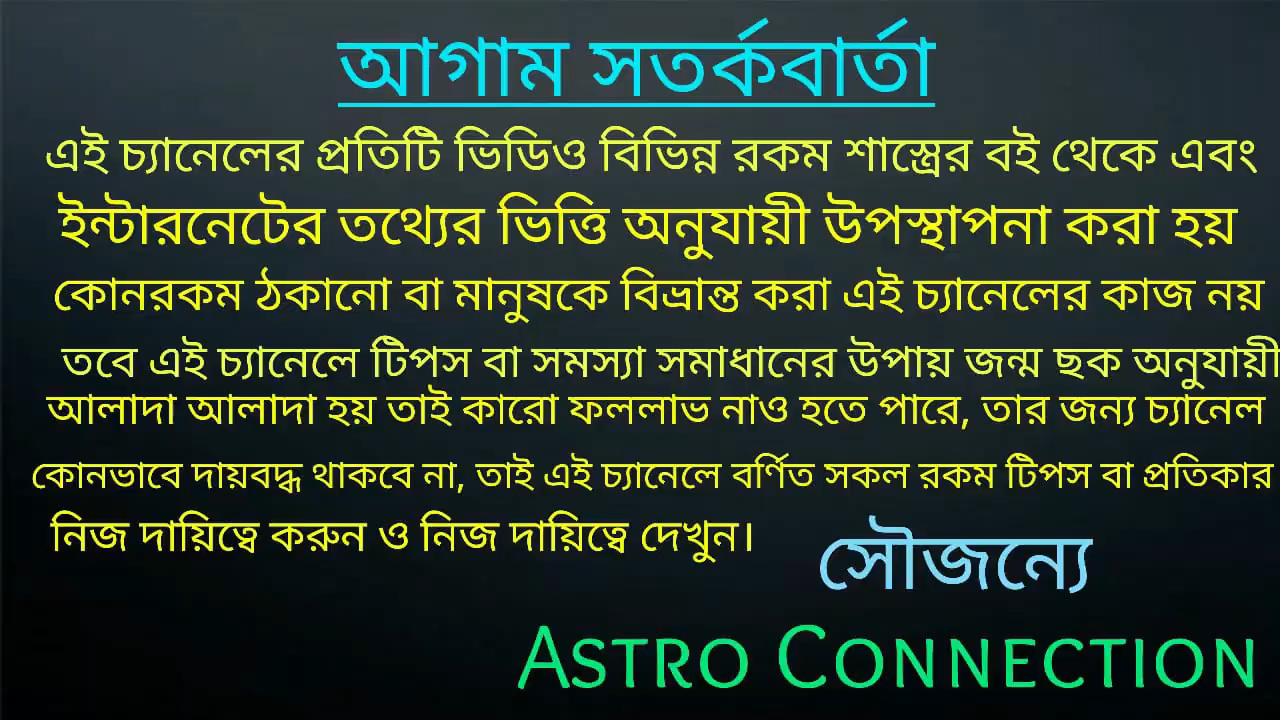 আগাম সতর্কবার্তা
এই চ্যানেলের প্রতিটি ভিডিও বিভিন্ন রকম শাস্ত্রের বই থেকে এবং
ইন্টারনেটের তথ্যের ভিত্তি অনুযায়ী উপস্থাপনা করা হয়
কোনরকম ঠকানো বা মানুষকে বিভ্রান্ত করা এই চ্যানেলের কাজ নয়
তবে এই চ্যানেলে টিপস বা সমস্যা সমাধানের উপায় জন্ম ছক অনুযায়ী
আলাদা আলাদা হয় তাই কারো ফললাভ নাও হতে পারে, তার জন্য চ্যানেল
কোনভাবে দায়বদ্ধ থাকবে না, তাই এই চ্যানেলে বর্ণিত সকল রকম টিপস বা প্রতিকার
নিজ দায়িত্বে করুন ও নিজ দায়িত্বে দেখুন।
সৌজন্যে
ASTRO CONNECTION